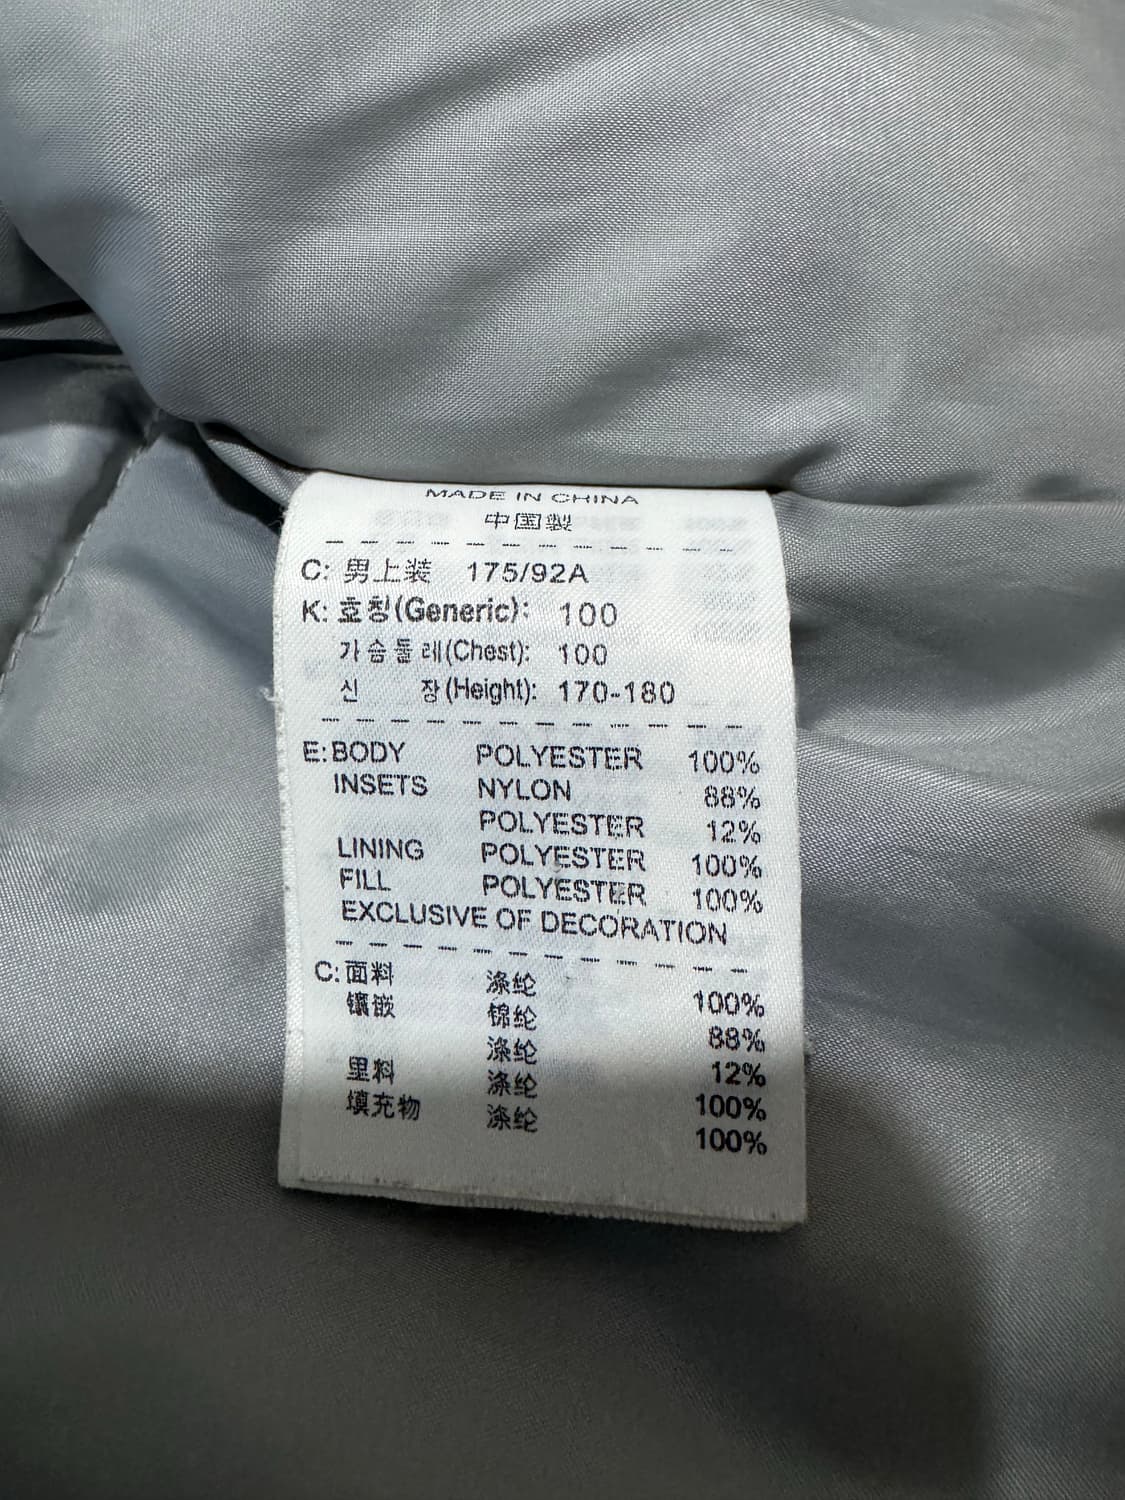 MADE IN CHINA
中国製
C: 男上装 175/92A
K: 호칭(Generic): 100
가슴둘레(Chest): 100
신 장(Height): 170-180
E: BODY POLYESTER 100%
INSETS NYLON 88%
POLYESTER 12%
LINING POLYESTER 100%
FILL POLYESTER 100%
EXCLUSIVE OF DECORATION
C: 面料 涤纶 100%
镶嵌 锦纶 88%
涤纶 12%
里料 涤纶 100%
填充物 涤纶 100%